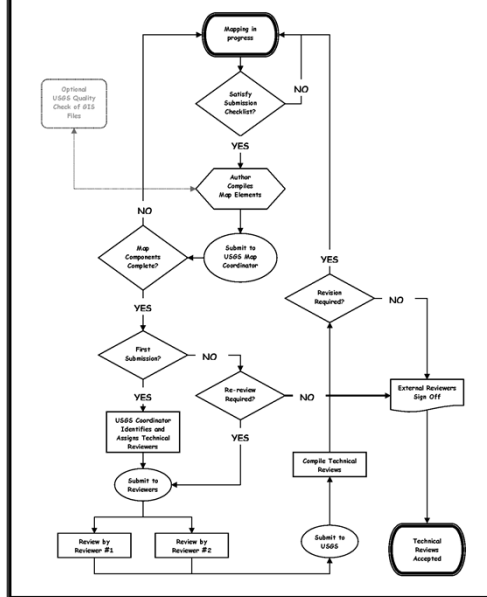 Mapping in
progress
Optional
USGS Quality
Check of GIS
Files
Satisfy
Submission
Checklist?
NO
YES
Author
Compiles
Map Elements
NO
Map
Components
Complete?
Submit to
USGS Map
Coordinator
YES
Revision
Required?
NO
YES
First
Submission?
NO
Re-review
Required?
NO
External Reviewers
Sign Off
YES
USGS Coordinator
Identifies and
Assigns Technical
Reviewers
YES
Compile Technical
Reviews
Submit to
Reviewers
Review by
Reviewer #1
Review by
Reviewer #2
Submit to
USGS
Technical
Reviews
Accepted